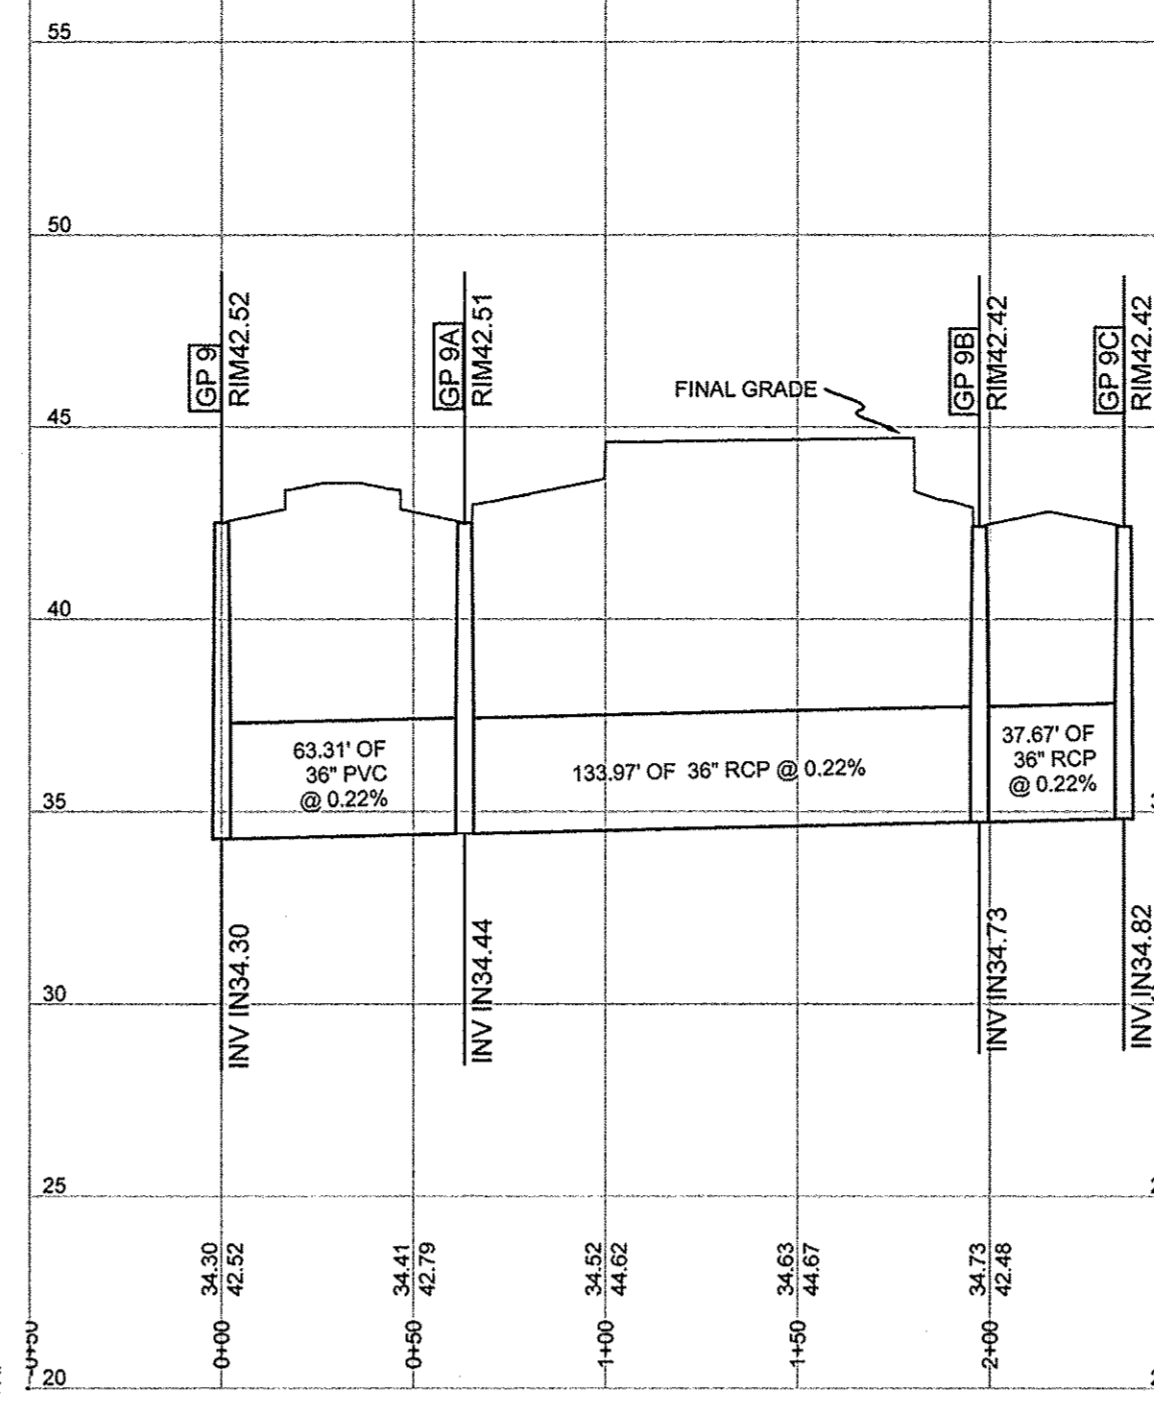 55
50
45
40
35
30
25
20
GP 9
RIM42.52
GP 9A
RIM42.51
GP 9B
RIM42.42
GP 9C
RIM42.42
FINAL GRADE
63.31' OF
36" PVC
@ 0.22%
133.97' OF 36" RCP @ 0.22%
37.67' OF
36" RCP
@ 0.22%
INV IN34.30
INV IN34.44
INV IN34.73
INV IN34.82
34.30
42.52
34.41
42.79
34.52
44.62
34.63
44.67
34.73
42.48
0+00
0+50
1+00
1+50
2+00